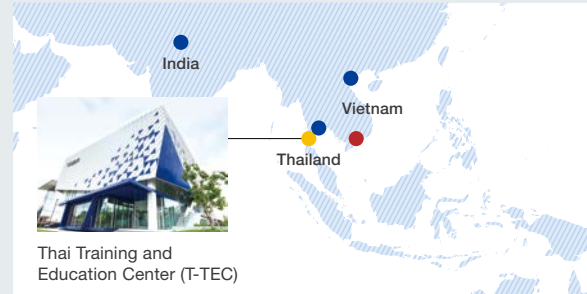 India
Vietnam
Thailand
Thai Training and
Education Center (T-TEC)